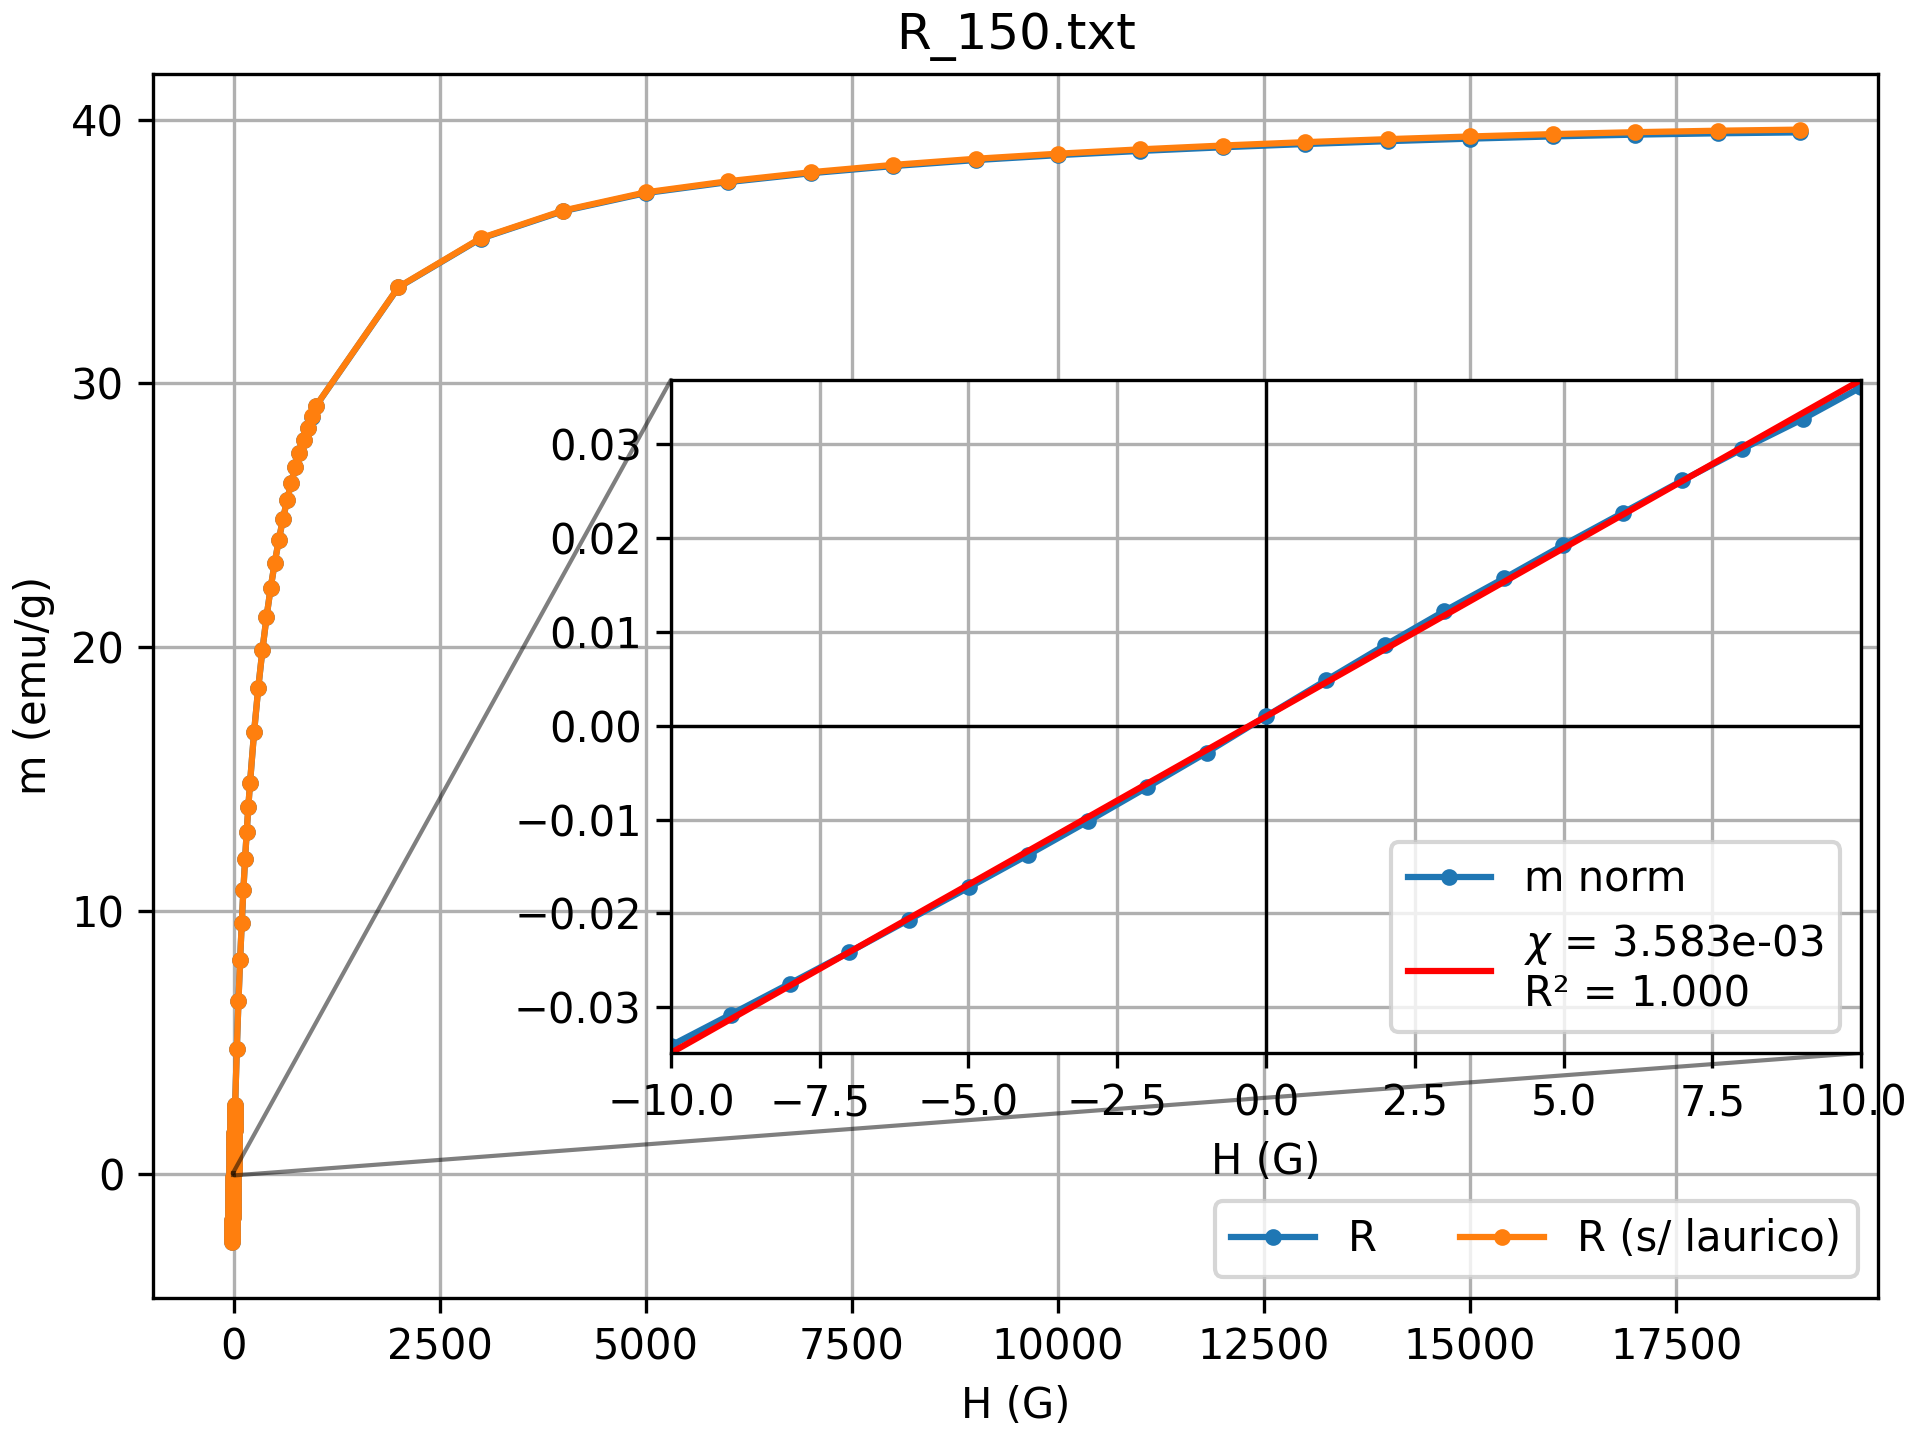 R_150.txt
40
30
20
10
0
m (emu/g)
0.03
0.02
0.01
0.00
−0.01
−0.02
−0.03
m norm
χ = 3.583e-03
R² = 1.000
−10.0 −7.5 −5.0 −2.5 0.0 2.5 5.0 7.5 10.0
H (G)
R R (s/ laurico)
0 2500 5000 7500 10000 12500 15000 17500
H (G)